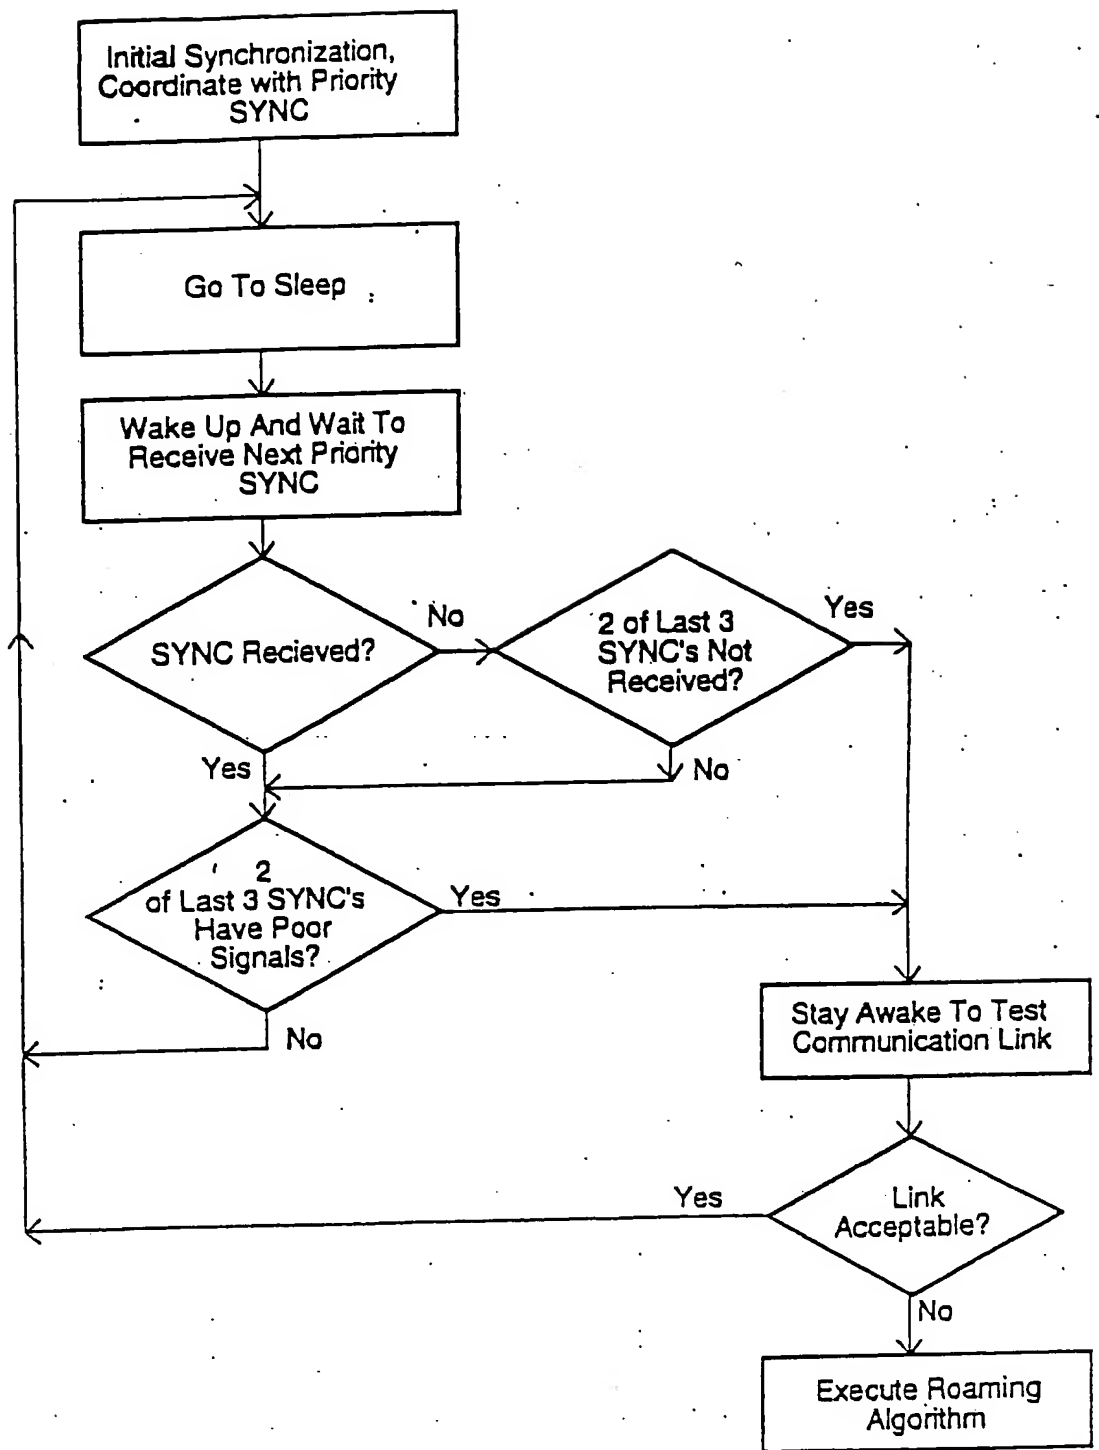 Initial Synchronization,
Coordinate with Priority
SYNC
Go To Sleep
Wake Up And Wait To
Receive Next Priority
SYNC
SYNC Recieved?
No
2 of Last 3
SYNC's Not
Received?
Yes
Yes
No
2
of Last 3 SYNC's
Have Poor
Signals?
Yes
No
Stay Awake To Test
Communication Link
Link
Acceptable?
Yes
No
Execute Roaming
Algorithm